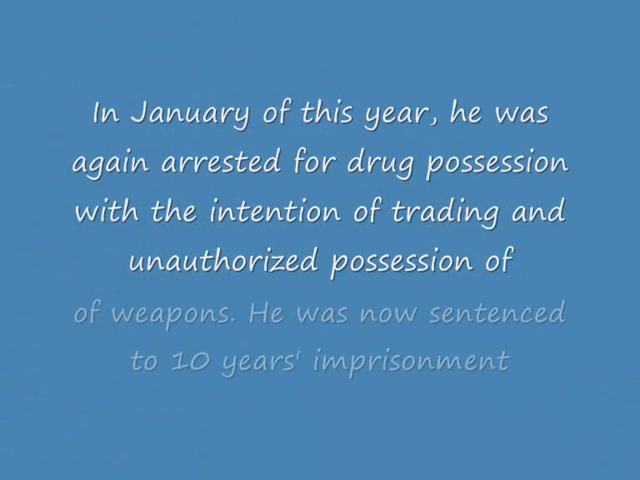 In January of this year, he was
again arrested for drug possession
with the intention of trading and
unauthorized possession of
of weapons. He was now sentenced
to 10 years' imprisonment